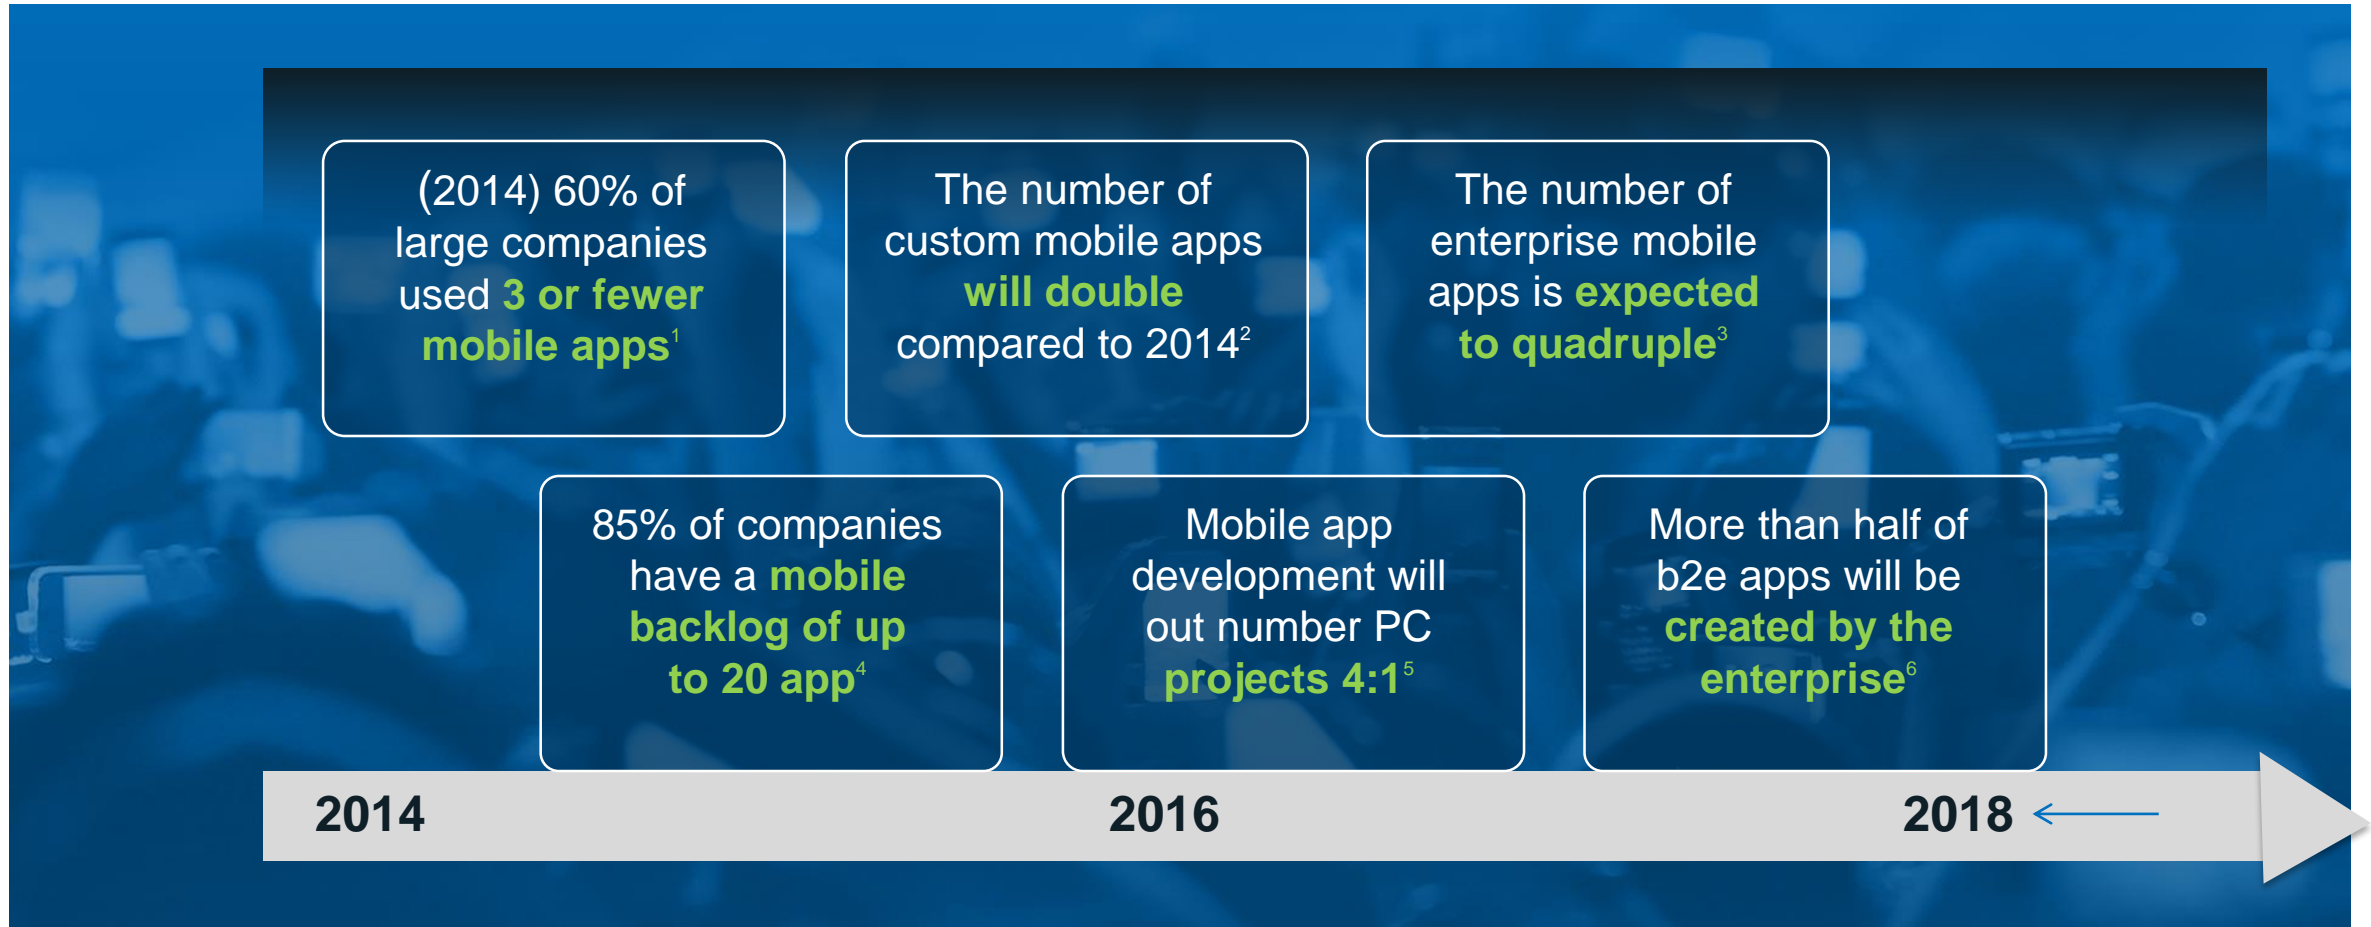 (2014) 60% of
large companies
used 3 or fewer
mobile apps¹
The number of
custom mobile apps
will double
compared to 2014²
The number of
enterprise mobile
apps is expected
to quadruple³
85% of companies
have a mobile
backlog of up
to 20 app⁴
Mobile app
development will
out number PC
projects 4:1⁵
More than half of
b2e apps will be
created by the
enterprise⁶
2014
2016
2018